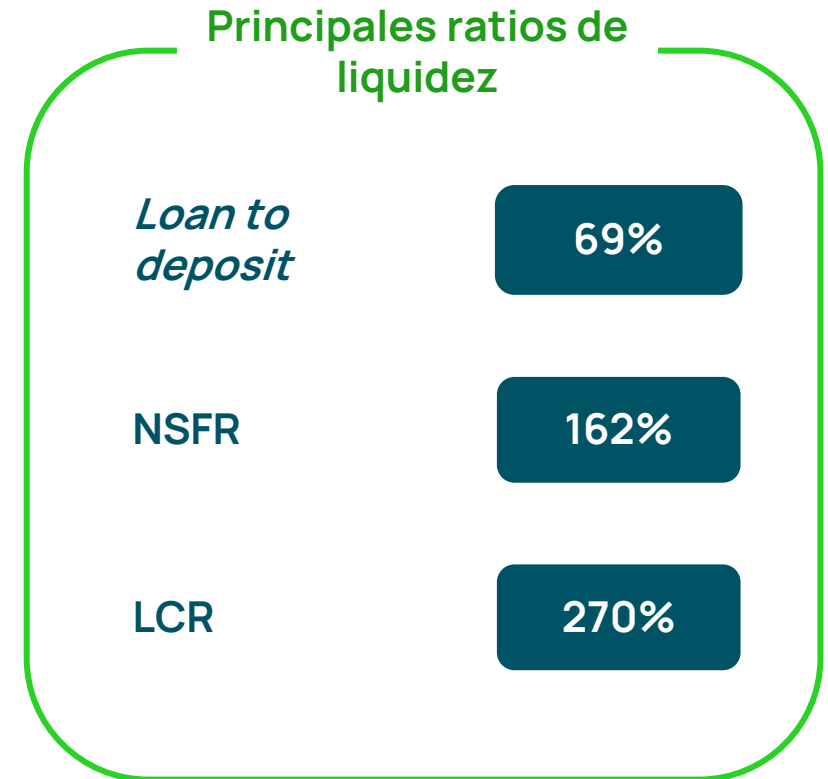 Principales ratios de
liquidez
Loan to
deposit
69%
NSFR
162%
LCR
270%